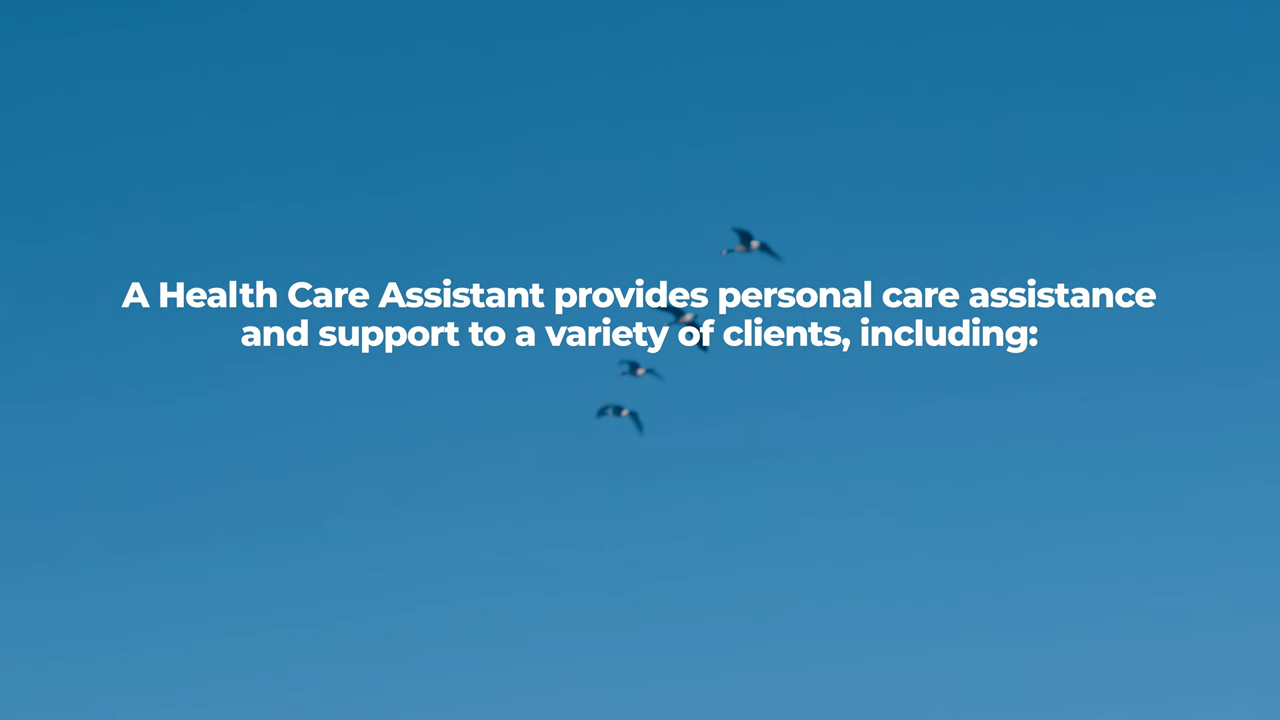 A Health Care Assistant provides personal care assistance
and support to a variety of clients, including: